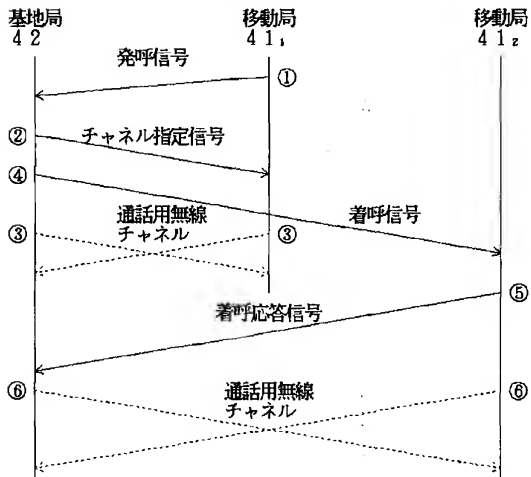 基地局 移動局 移動局
42 41₁ 41₂
発呼信号
①
② チャネル指定信号
④
着呼信号
通話用無線
チャネル
③ ③
⑤
着呼応答信号
⑥ ⑥
通話用無線
チャネル